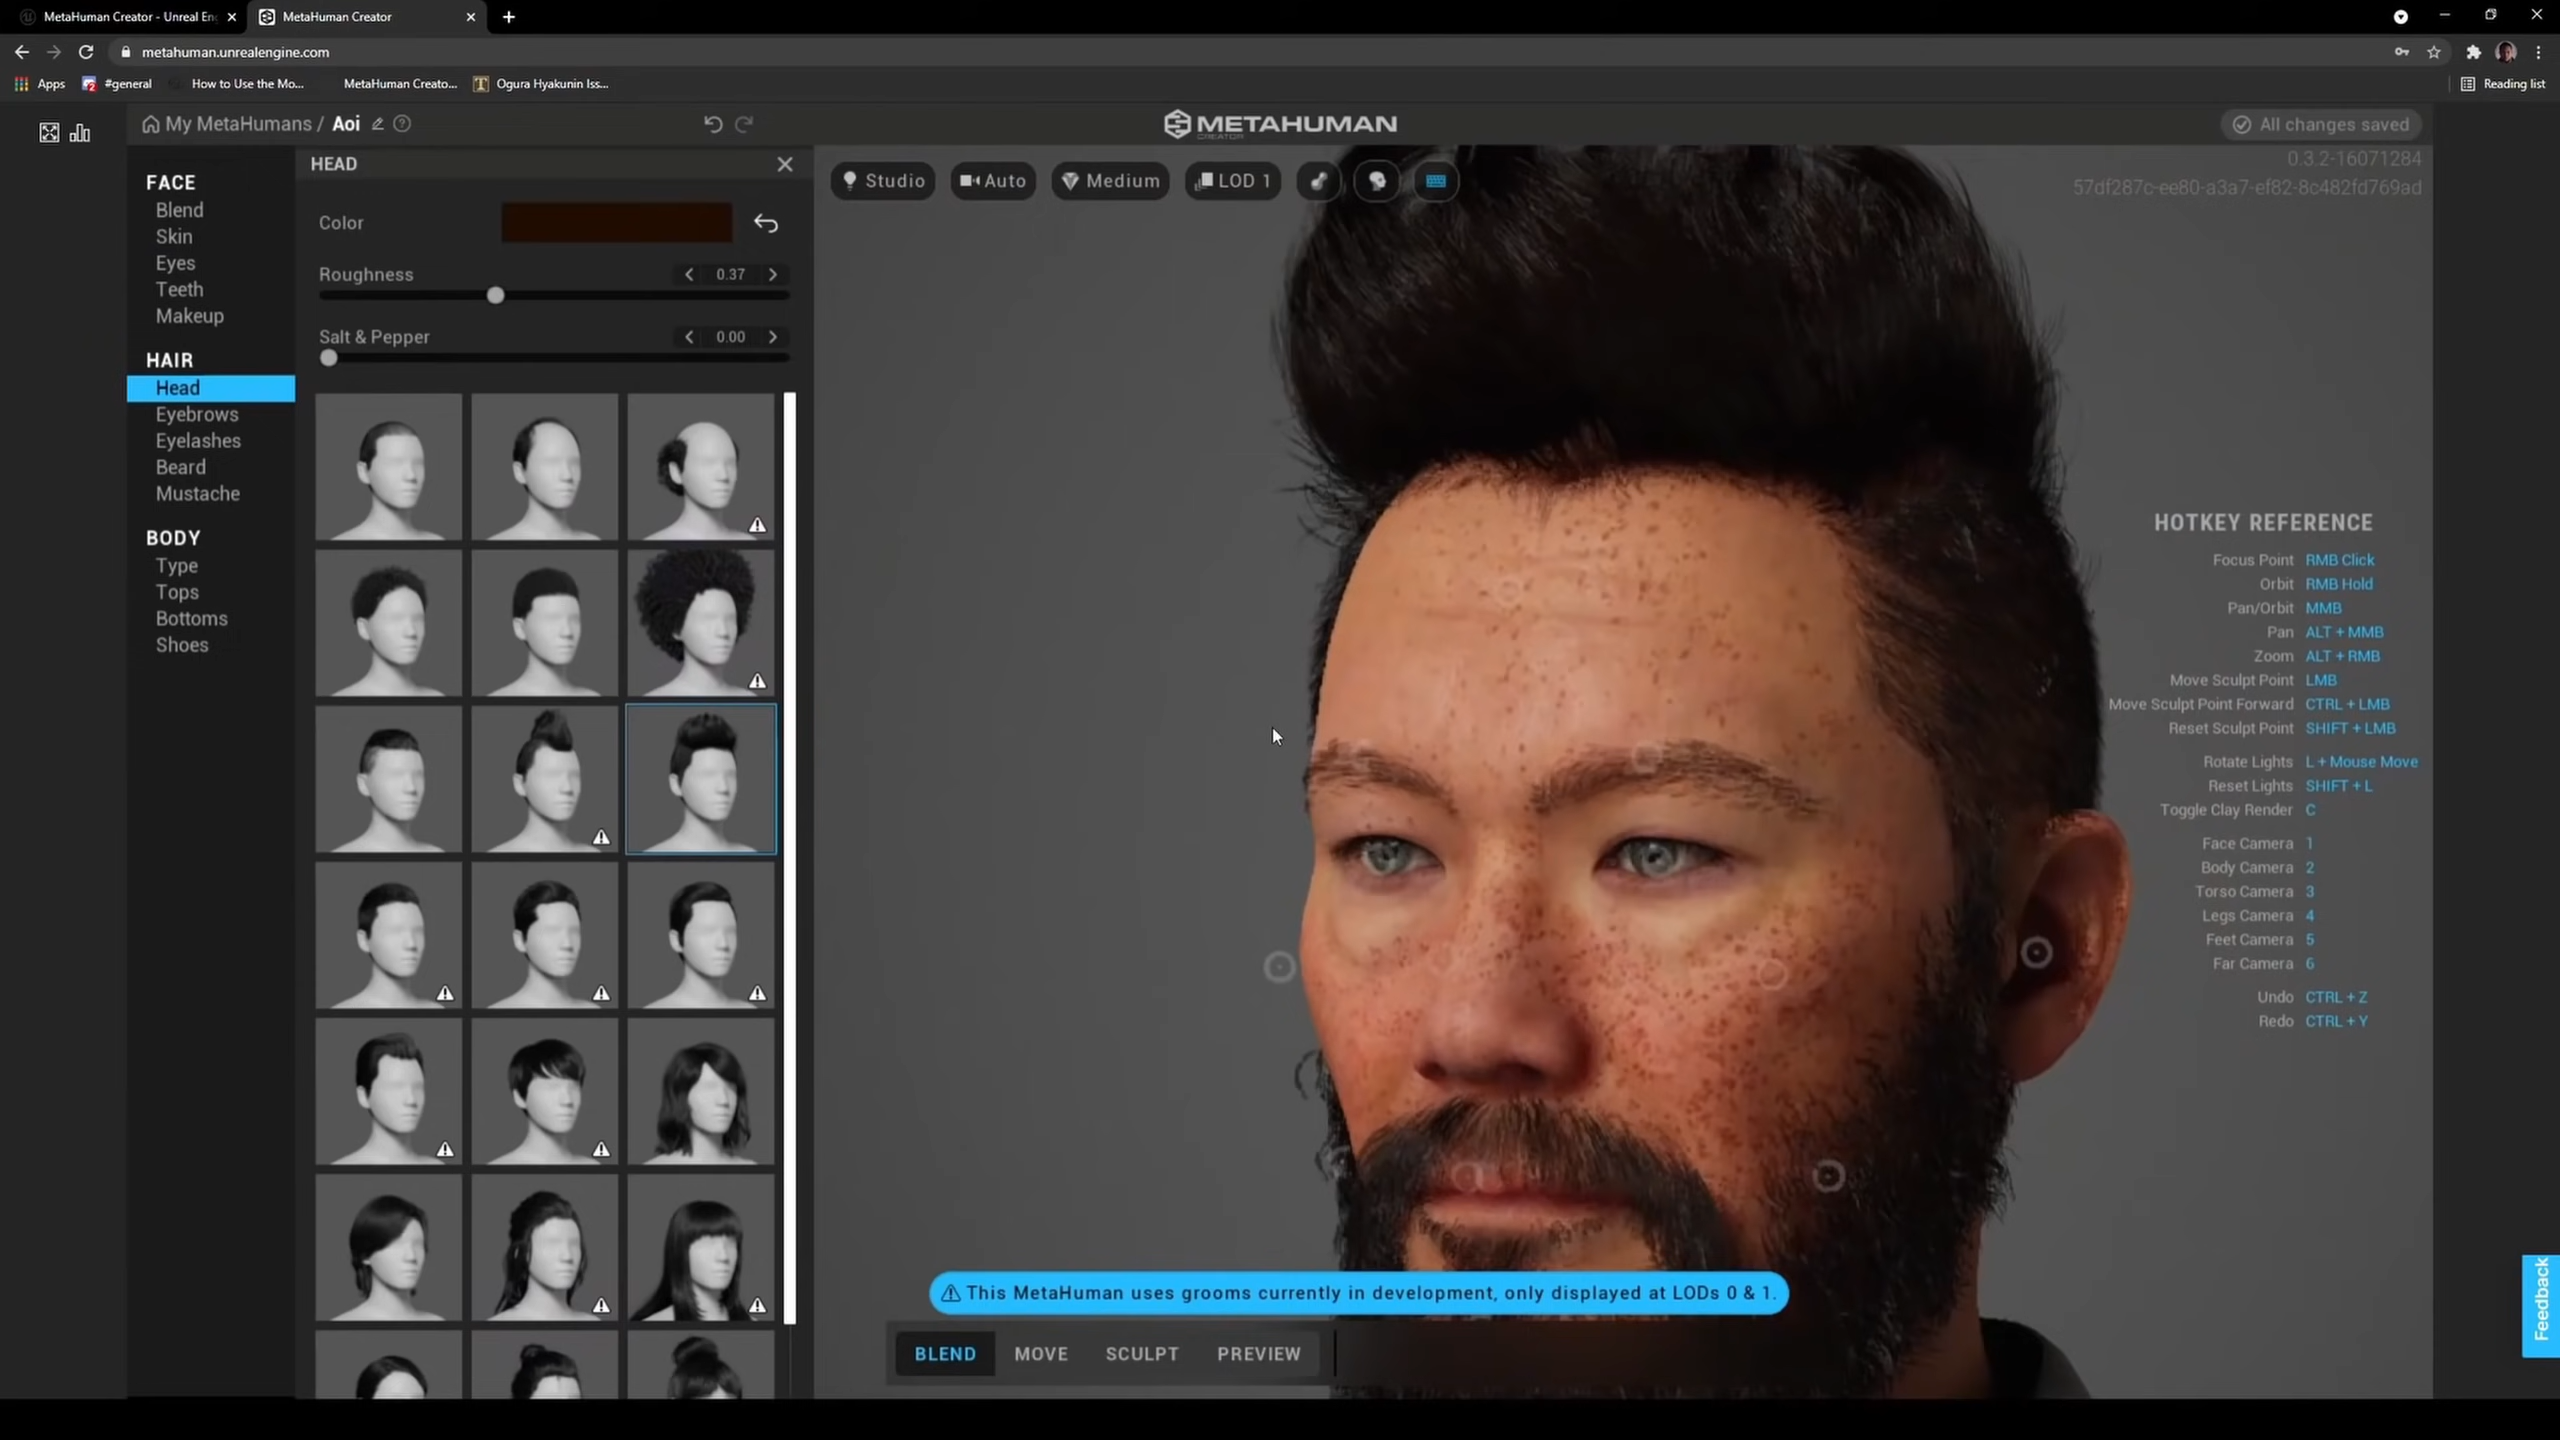 MetaHuman Creator - Unreal En
MetaHuman Creator
metahuman.unrealengine.com
Apps
#general
How to Use the Mo...
MetaHuman Creato...
Ogura Hyakunin Iss...
Reading list
My MetaHumans / Aoi
METAHUMAN
CREATOR
All changes saved
FACE
Blend
Skin
Eyes
Teeth
Makeup
HAIR
Head
Eyebrows
Eyelashes
Beard
Mustache
BODY
Type
Tops
Bottoms
Shoes
HEAD
Color
Roughness 0.37
Salt & Pepper 0.00
Studio
Auto
Medium
LOD 1
0.3.2-16071284
57df287c-ee80-a3a7-ef82-8c482fd769ad
HOTKEY REFERENCE
Focus Point RMB Click
Orbit RMB Hold
Pan/Orbit MMB
Pan ALT + MMB
Zoom ALT + RMB
Move Sculpt Point LMB
Move Sculpt Point Forward CTRL + LMB
Reset Sculpt Point SHIFT + LMB
Rotate Lights L + Mouse Move
Reset Lights SHIFT + L
Toggle Clay Render C
Face Camera 1
Body Camera 2
Torso Camera 3
Legs Camera 4
Feet Camera 5
Far Camera 6
Undo CTRL + Z
Redo CTRL + Y
This MetaHuman uses grooms currently in development, only displayed at LODs 0 & 1.
BLEND
MOVE
SCULPT
PREVIEW
Feedback